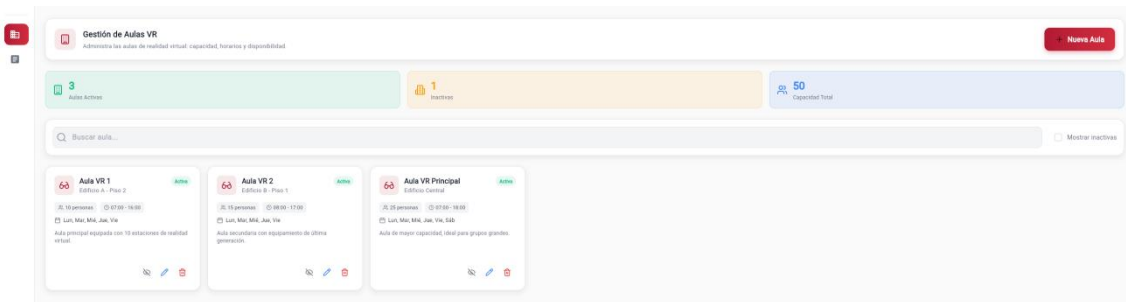 Gestión de Aulas VR
Administra las aulas de realidad virtual: capacidad, horarios y disponibilidad
+ Nueva Aula
3
Aulas Activas
1
Inactivas
50
Capacidad Total
Buscar aula...
Mostrar inactivas
Aula VR 1
Activa
Edificio A - Piso 2
10 personas 07:00 - 16:00
Lun, Mar, Mié, Jue, Vie
Aula principal equipada con 10 estaciones de realidad
virtual.
Aula VR 2
Activa
Edificio B - Piso 1
15 personas 08:00 - 17:00
Lun, Mar, Mié, Jue, Vie
Aula secundaria con equipamiento de última
generación.
Aula VR Principal
Activa
Edificio Central
25 personas 07:00 - 18:00
Lun, Mar, Mié, Jue, Vie, Sáb
Aula de mayor capacidad, ideal para grupos grandes.